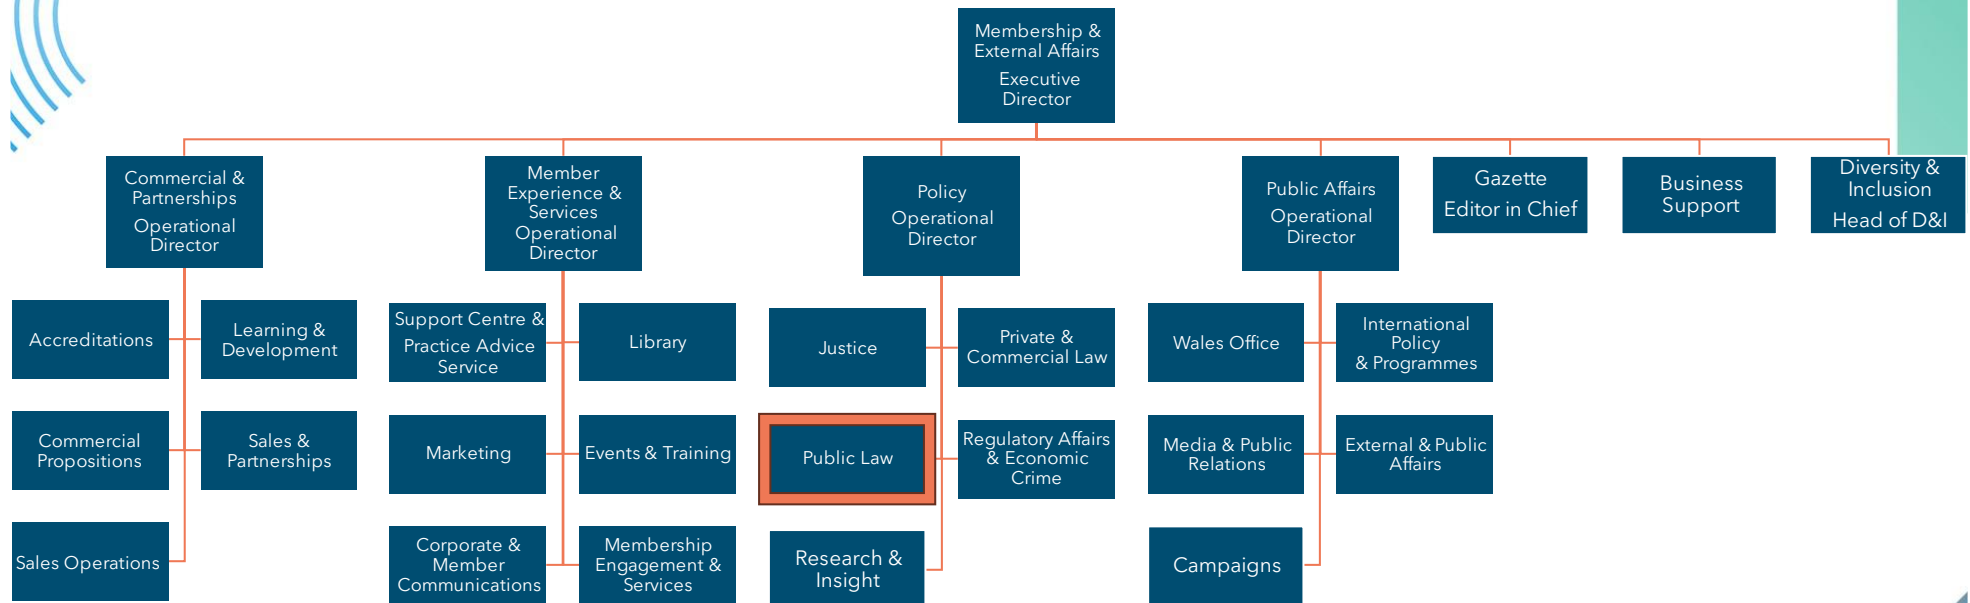 Membership &
External Affairs
Executive
Director
Commercial &
Partnerships
Operational
Director
Member
Experience &
Services
Operational
Director
Policy
Operational
Director
Public Affairs
Operational
Director
Gazette
Editor in Chief
Business
Support
Diversity &
Inclusion
Head of D&I
Accreditations
Learning &
Development
Commercial
Propositions
Sales &
Partnerships
Sales Operations
Support Centre &
Practice Advice
Service
Library
Marketing
Events & Training
Corporate &
Member
Communications
Membership
Engagement &
Services
Justice
Private &
Commercial Law
Public Law
Regulatory Affairs
& Economic
Crime
Research &
Insight
Wales Office
International
Policy
& Programmes
Media & Public
Relations
External & Public
Affairs
Campaigns